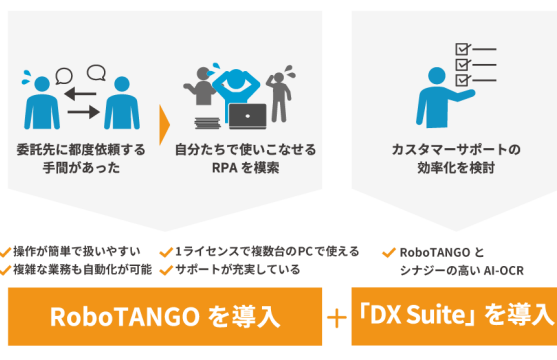 委託先に都度依頼する
手間があった
自分たちで使いこなせる
RPA を模索
カスタマーサポートの
効率化を検討
操作が簡単で扱いやすい
複雑な業務も自動化が可能
1ライセンスで複数台のPCで使える
サポートが充実している
RoboTANGO と
シナジーの高い AI-OCR
RoboTANGO を導入
+
「DX Suite」を導入